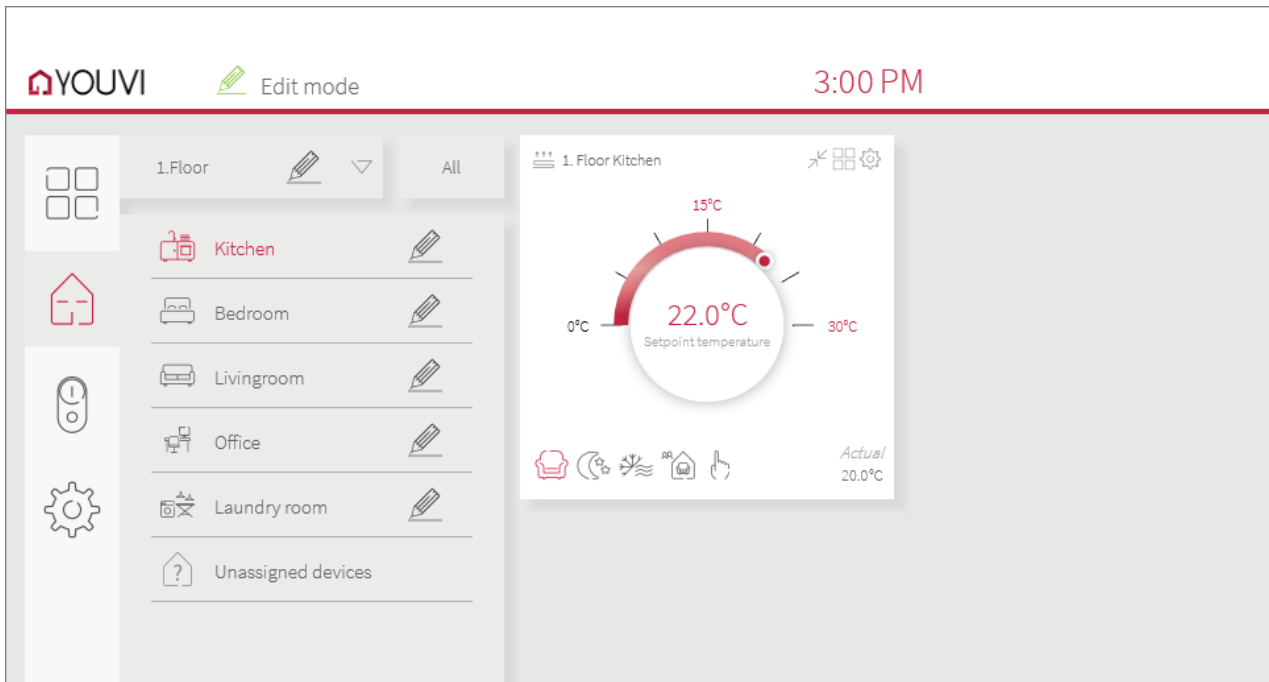 YOUVI
Edit mode
3:00 PM
1.Floor
All
Kitchen
Bedroom
Livingroom
Office
Laundry room
?
Unassigned devices
1. Floor Kitchen
15°C
0°C
30°C
22.0°C
Setpoint temperature
Actual
20.0°C